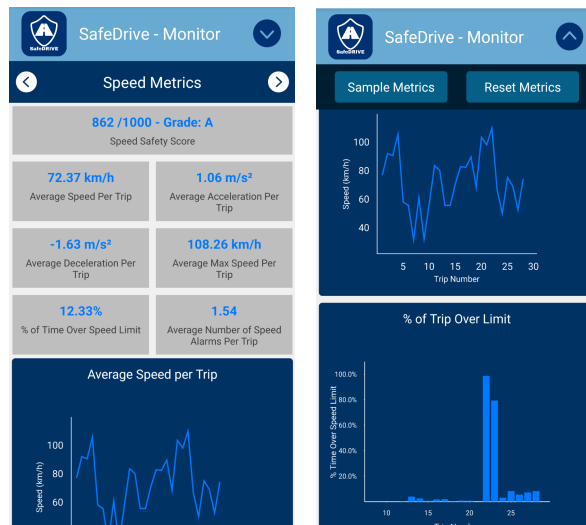 SafeDRIVE
SafeDrive - Monitor
Speed Metrics
862 /1000 - Grade: A
Speed Safety Score
72.37 km/h
Average Speed Per Trip
1.06 m/s²
Average Acceleration Per
Trip
-1.63 m/s²
Average Deceleration Per
Trip
108.26 km/h
Average Max Speed Per
Trip
12.33%
% of Time Over Speed Limit
1.54
Average Number of Speed
Alarms Per Trip
Average Speed per Trip
Speed (km/h)
100
80
60
SafeDRIVE
SafeDrive - Monitor
Sample Metrics
Reset Metrics
Speed (km/h)
100
80
60
40
5 10 15 20 25 30
Trip Number
% of Trip Over Limit
% Time Over Speed Limit
100.0%
80.0%
60.0%
40.0%
20.0%
10 15 20 25